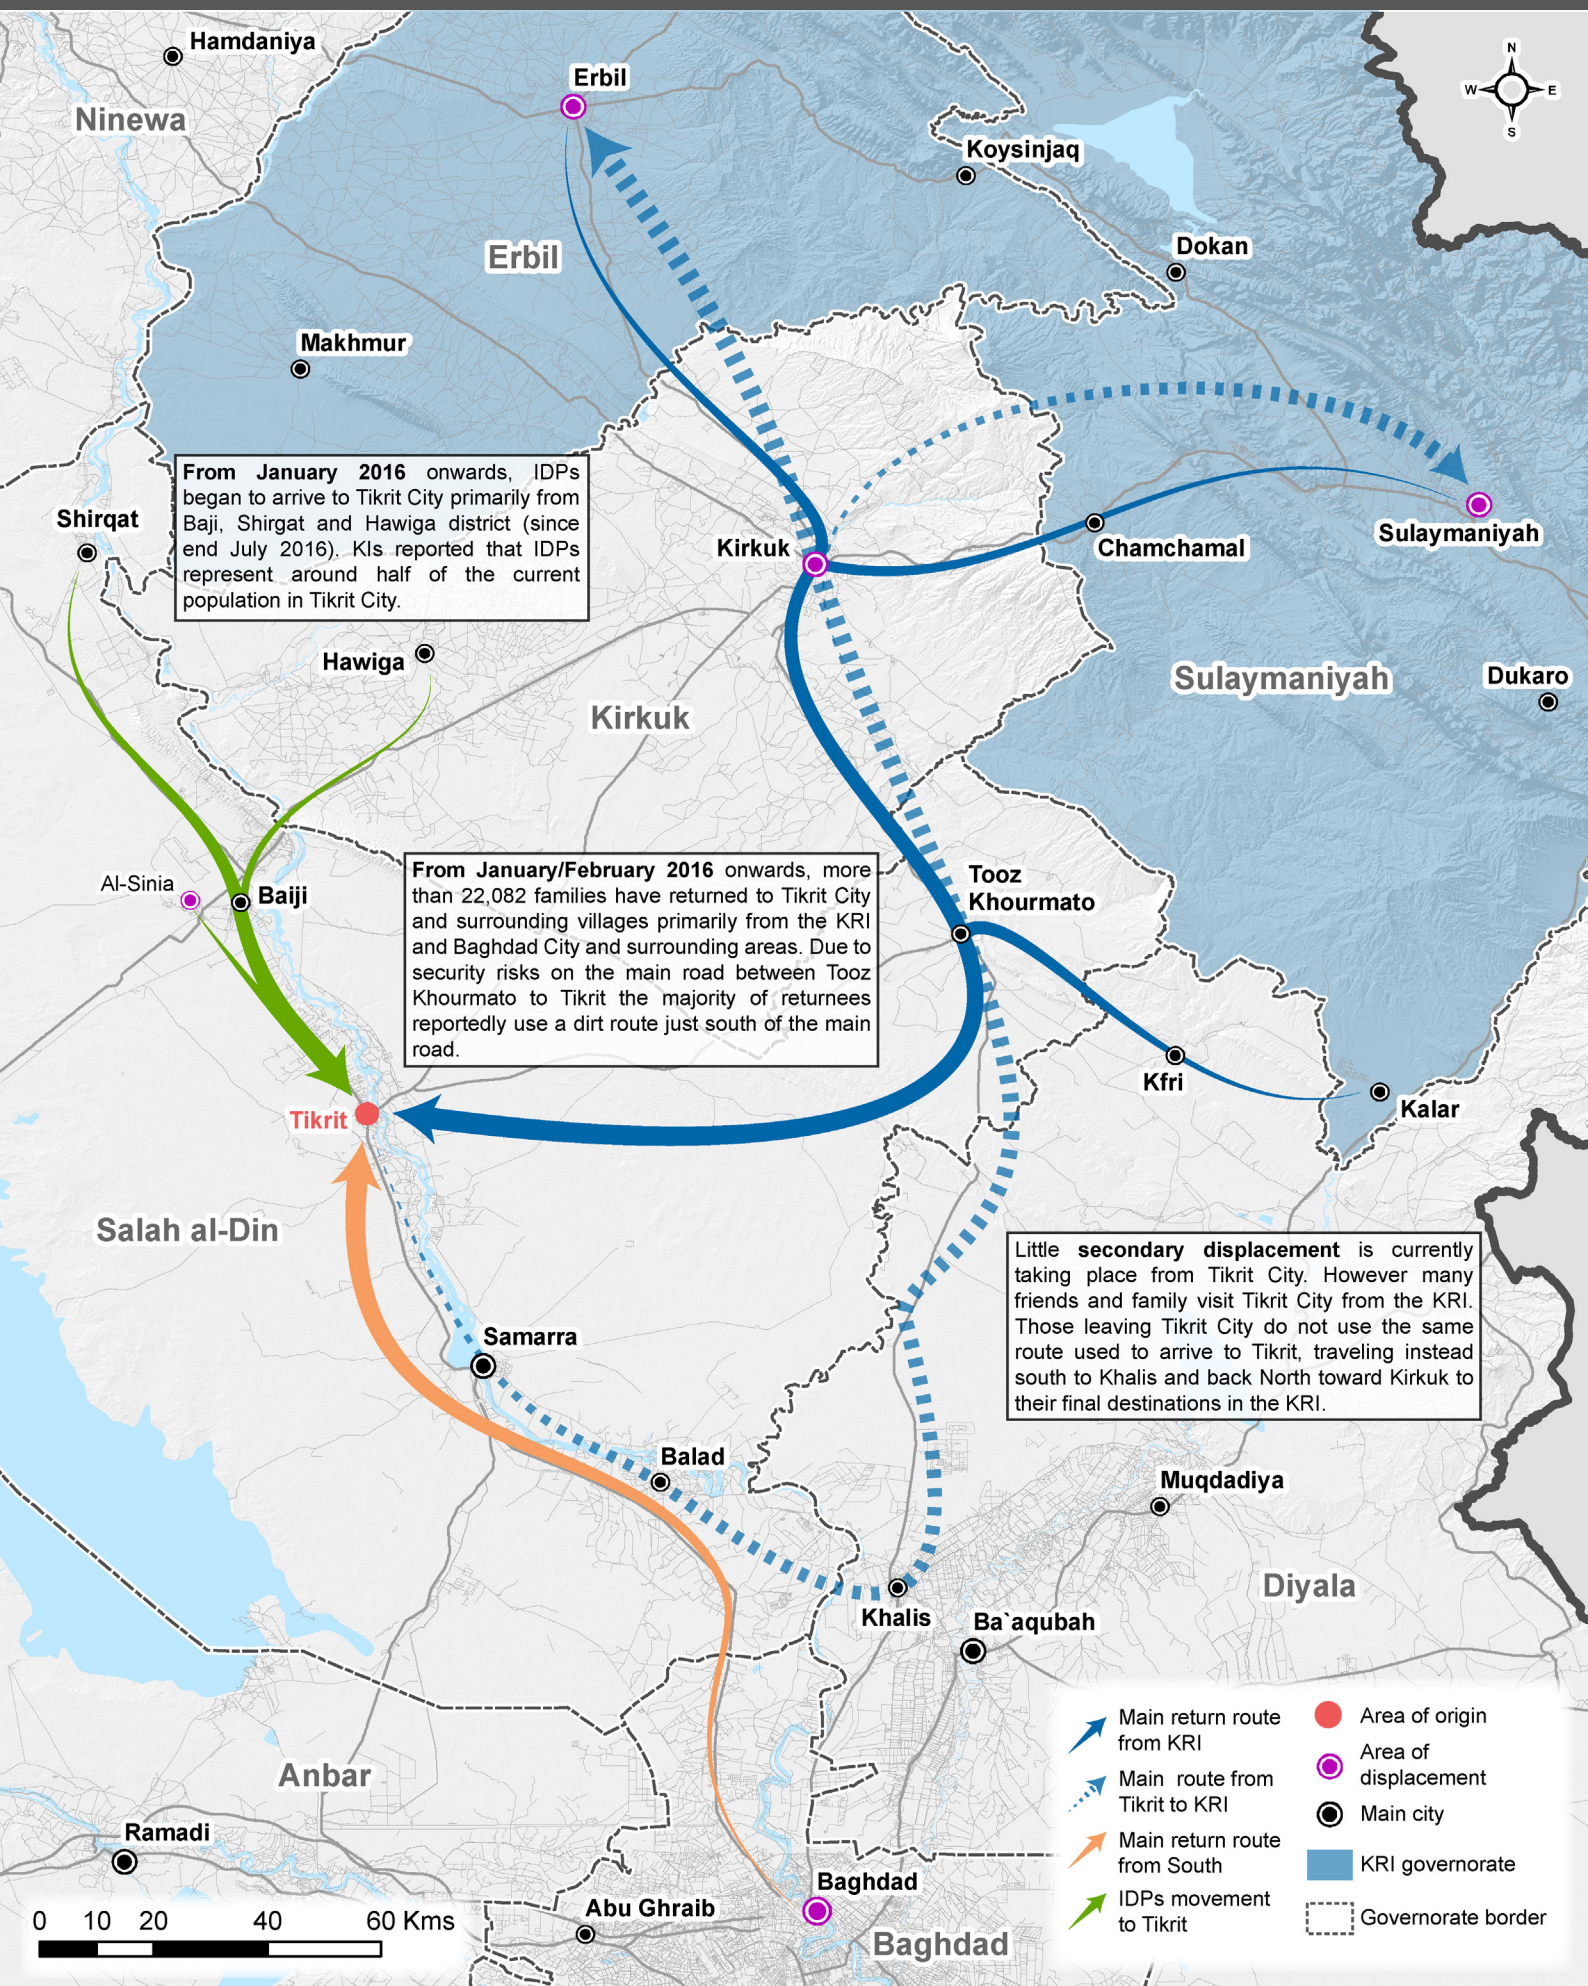 Hamdaniya
N
W
E
S
Erbil
Ninewa
Koysinjaq
Dokan
Erbil
Makhmur
From January 2016 onwards, IDPs
began to arrive to Tikrit City primarily from
Baji, Shirgat and Hawiga district (since
end July 2016). KIs reported that IDPs
represent around half of the current
population in Tikrit City.
Shirqat
Kirkuk
Chamchamal
Sulaymaniyah
Hawiga
Kirkuk
Sulaymaniyah
Dukaro
Al-Sinia
Baiji
From January/February 2016 onwards, more
than 22,082 families have returned to Tikrit City
and surrounding villages primarily from the KRI
and Baghdad City and surrounding areas. Due to
security risks on the main road between Tooz
Khourmato to Tikrit the majority of returnees
reportedly use a dirt route just south of the main
road.
Tooz
Khourmato
Kfri
Kalar
Tikrit
Salah al-Din
Little secondary displacement is currently
taking place from Tikrit City. However many
friends and family visit Tikrit City from the KRI.
Those leaving Tikrit City do not use the same
route used to arrive to Tikrit, traveling instead
south to Khalis and back North toward Kirkuk to
their final destinations in the KRI.
Samarra
Balad
Muqdadiya
Diyala
Khalis
Ba`aqubah
Anbar
Ramadi
Abu Ghraib
Baghdad
Baghdad
0 10 20 40 60 Kms
Main return route
from KRI
Main route from
Tikrit to KRI
Main return route
from South
IDPs movement
to Tikrit
Area of origin
Area of
displacement
Main city
KRI governorate
Governorate border